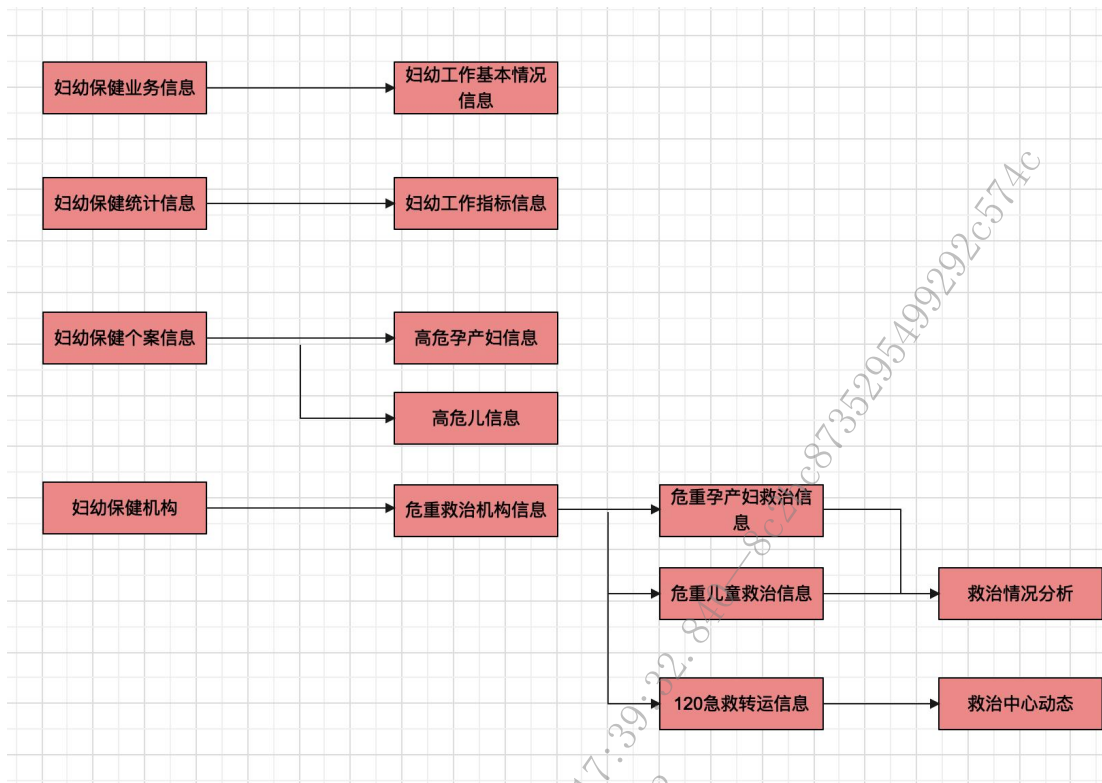 妇幼保健业务信息
妇幼工作基本情况
信息
妇幼保健统计信息
妇幼工作指标信息
妇幼保健个案信息
高危孕产妇信息
高危儿信息
妇幼保健机构
危重救治机构信息
危重孕产妇救治信
息
危重儿童救治信息
救治情况分析
120急救转运信息
救治中心动态